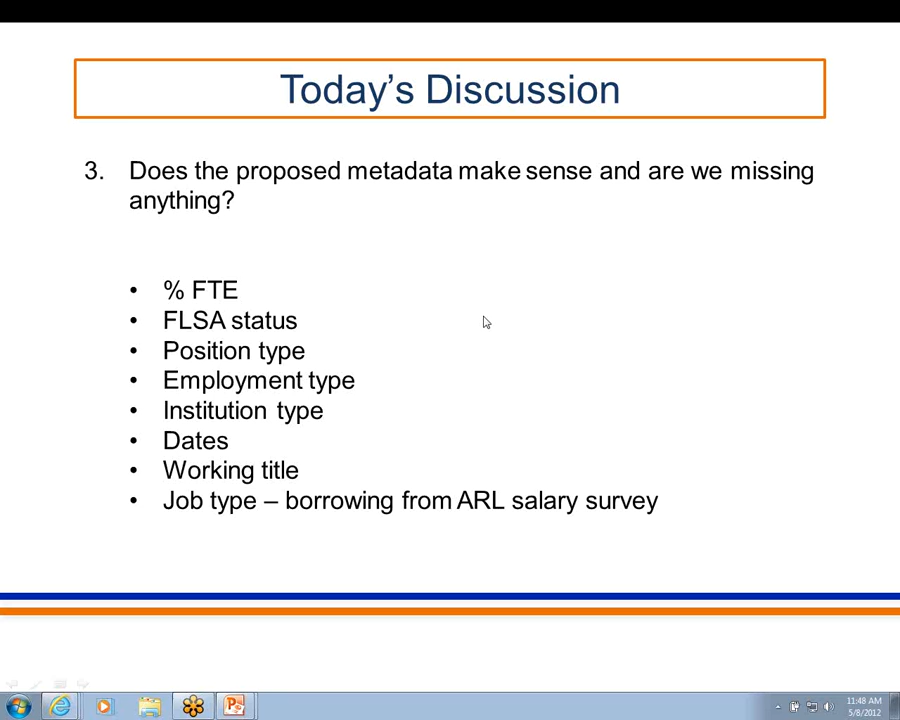 Today's Discussion
3. Does the proposed metadata make sense and are we missing
anything?
• % FTE
• FLSA status
• Position type
• Employment type
• Institution type
• Dates
• Working title
• Job type – borrowing from ARL salary survey
11:48 AM
5/8/2012